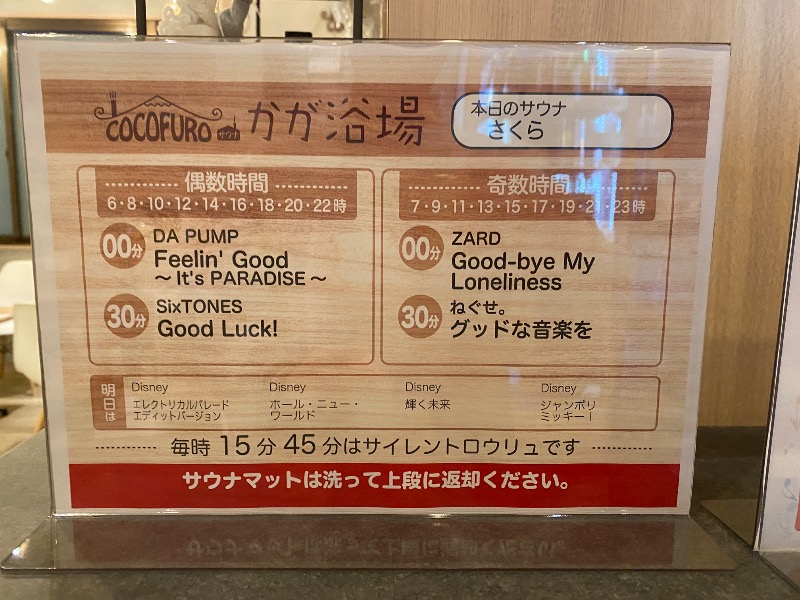 COCOFURO サウナ かが浴場
本日のサウナ
さくら
偶数時間
6・8・10・12・14・16・18・20・22時
00分 DA PUMP
Feelin' Good
～It's PARADISE～
30分 SixTONES
Good Luck!
奇数時間
7・9・11・13・15・17・19・21・23時
00分 ZARD
Good-bye My
Loneliness
30分 ねぐせ。
グッドな音楽を
明日は
Disney
エレクトリカルパレード
エディットバージョン
Disney
ホール・ニュー・
ワールド
Disney
輝く未来
Disney
ジャンボリ
ミッキー！
毎時 15分 45分はサイレントロウリュです
サウナマットは洗って上段に返却ください。